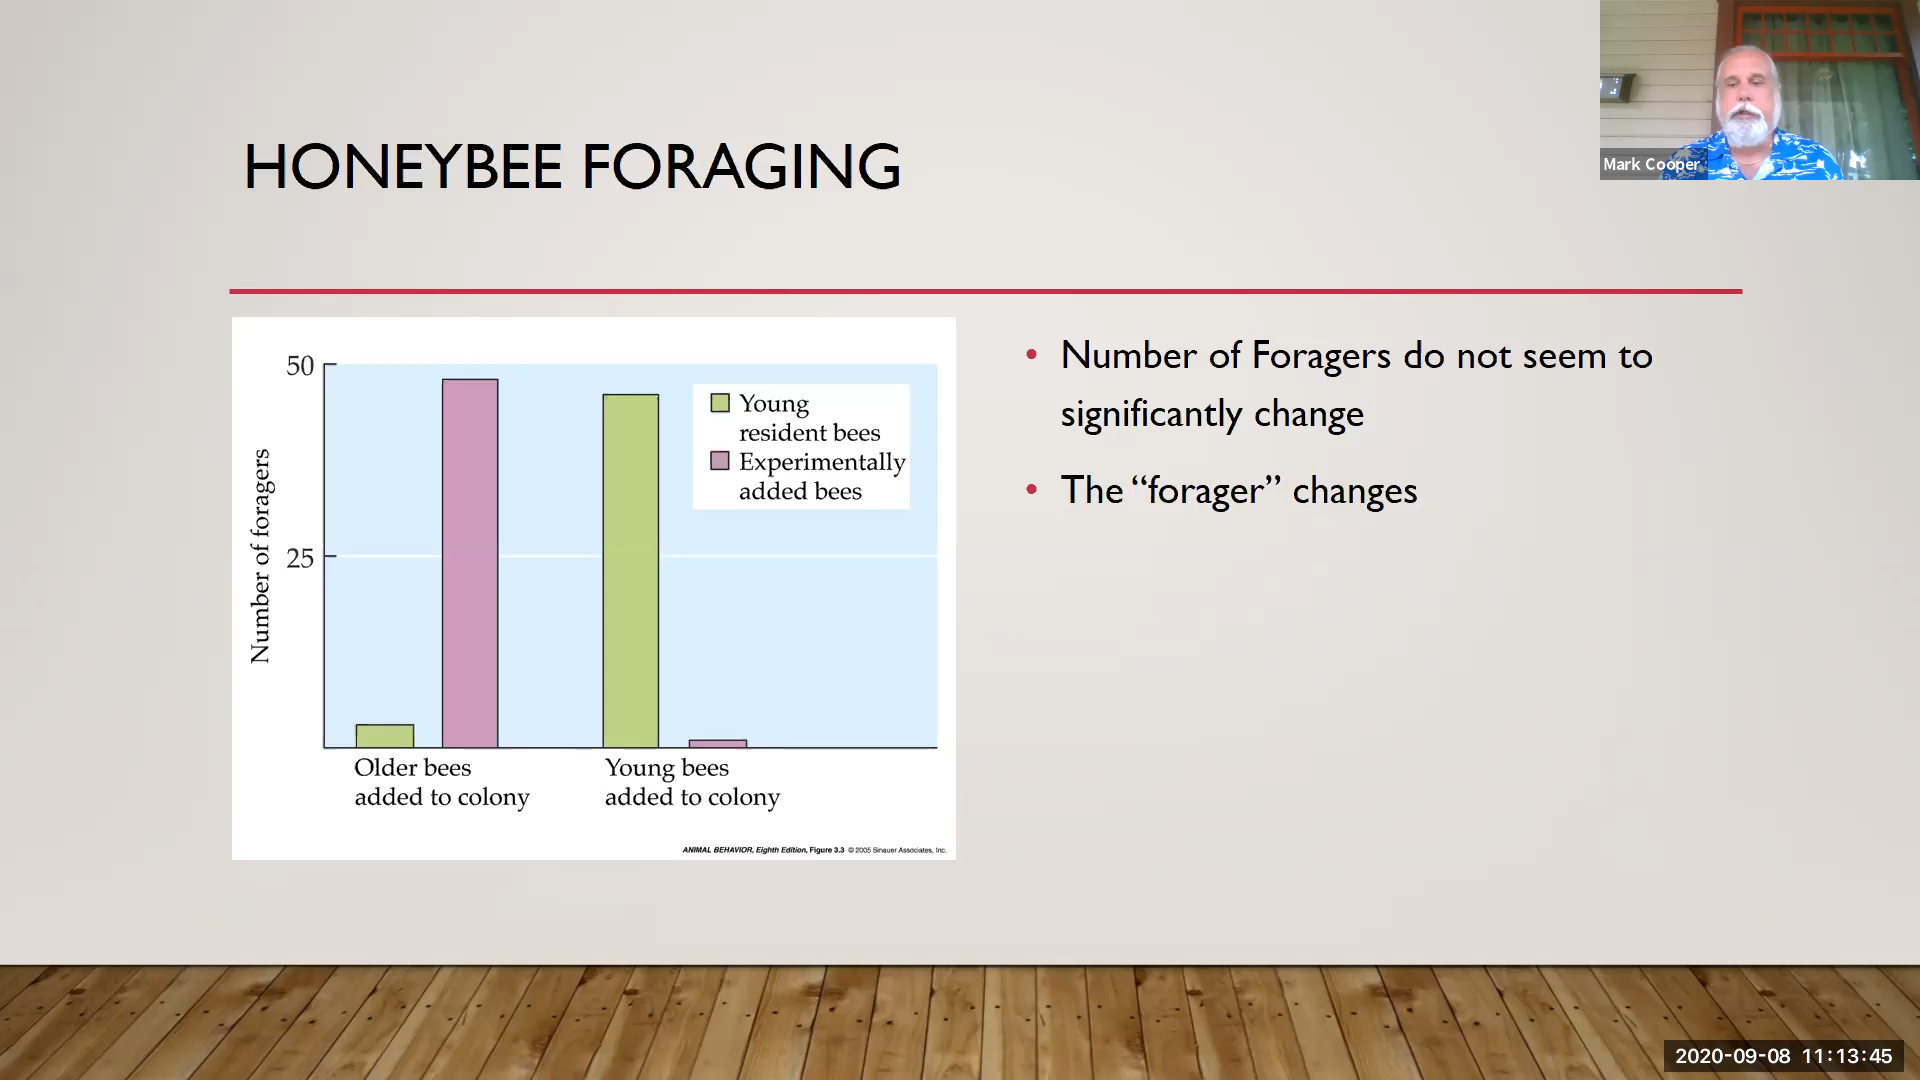 HONEYBEE FORAGING
Mark Cooper
50
25
Number of foragers
Young
resident bees
Experimentally
added bees
Older bees
added to colony
Young bees
added to colony
ANIMAL BEHAVIOR, Eighth Edition, Figure 3.3 © 2005 Sinauer Associates, Inc.
• Number of Foragers do not seem to
significantly change
• The “forager” changes
2020-09-08 11:13:45